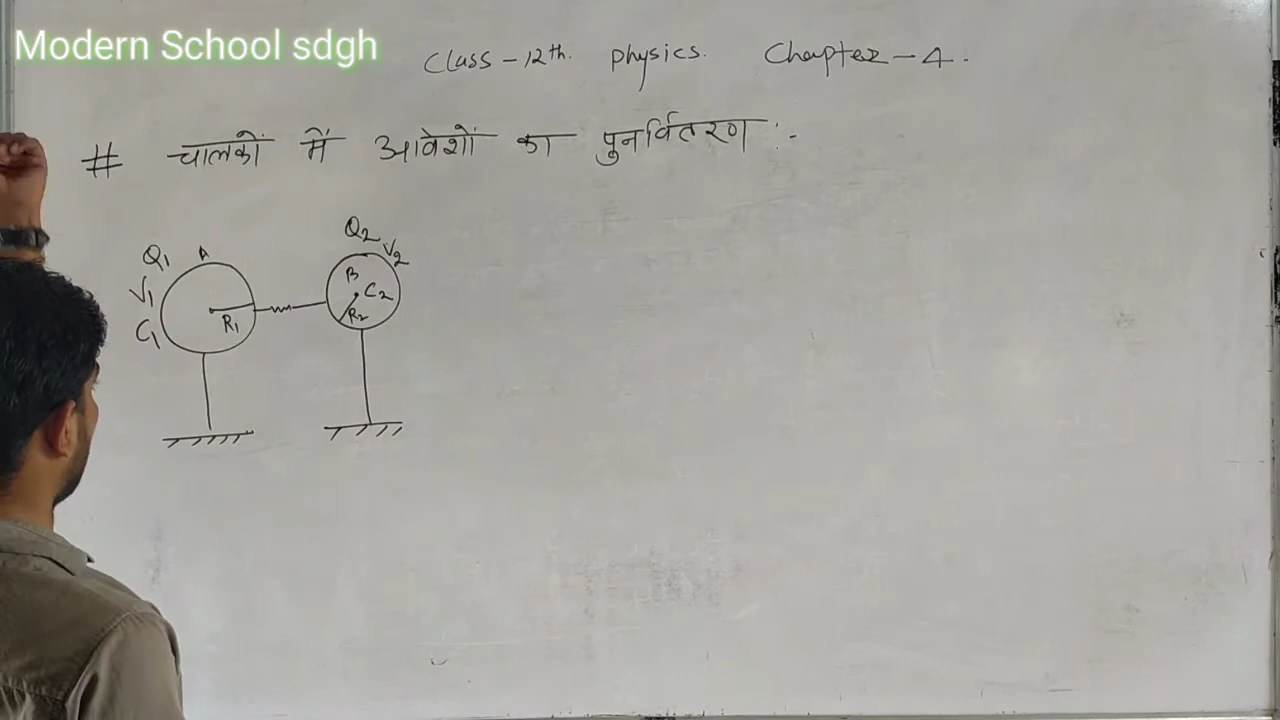 Modern School sdgh
Class - 12th. Physics. Chapter - 4.
# चालकों में आवेशों का पुनर्वितरण :-
Q1 A
V1
C1
R1
Q2
V2
B
C2
R2